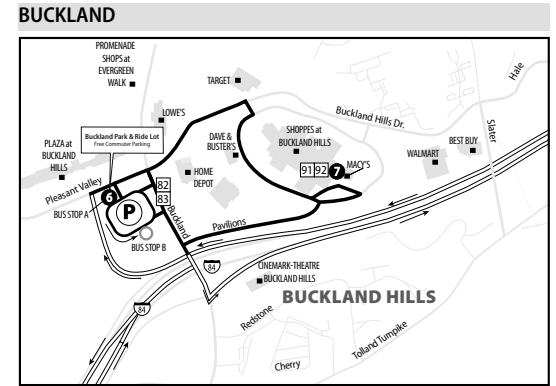 BUCKLAND
PROMENADE
SHOPS at
EVERGREEN
WALK
TARGET
LOWE'S
Hale
Buckland Hills Dr.
Slater
Buckland Park & Ride Lot
Free Commuter Parking
PLAZA at
BUCKLAND
HILLS
DAVE &
BUSTER'S
SHOPPES at
BUCKLAND HILLS
BEST BUY
WALMART
MACY'S
91 92 7
HOME
DEPOT
Pleasant Valley
6
82
83
P
BUS STOP A
BUS STOP B
Buckland
Pavilions
84
CINEMARK-THEATRE
BUCKLAND HILLS
BUCKLAND HILLS
84
Redstone
Tolland Turnpike
Cherry